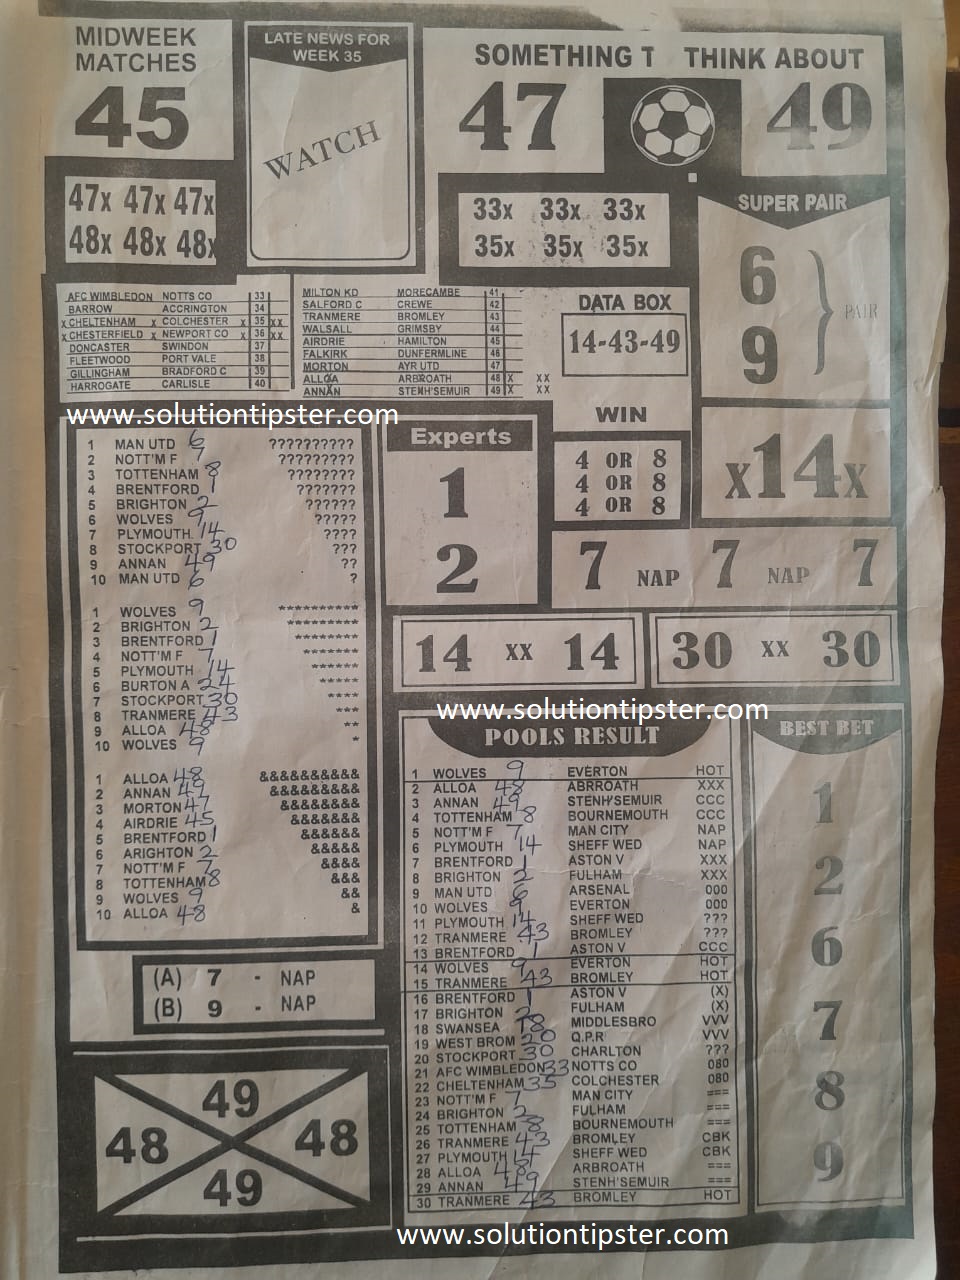 MIDWEEK
MATCHES
45
LATE NEWS FOR
WEEK 35
WATCH
SOMETHING T THINK ABOUT
47 49
47x 47x 47x
48x 48x 48x
33x 33x 33x
35x 35x 35x
SUPER PAIR
6
9
PAIR
AFC WIMBLEDON NOTTS CO 33
BARROW ACCRINGTON 34
x CHELTENHAM x COLCHESTER x 35 xx
x CHESTERFIELD x NEWPORT CO x 36 xx
DONCASTER SWINDON 37
FLEETWOOD PORT VALE 38
GILLINGHAM BRADFORD C 39
HARROGATE CARLISLE 40
MILTON KD MORECAMBE 41
SALFORD C CREWE 42
TRANMERE BROMLEY 43
WALSALL GRIMSBY 44
AIRDRIE HAMILTON 45
FALKIRK DUNFERMLINE 46
MORTON AYR UTD 47
ALLOA ARBROATH 48 X XX
ANNAN STENH'SEMUIR 49 X XX
DATA BOX
14-43-49
WIN
4 OR 8
4 OR 8
4 OR 8
x14x
www.solutiontipster.com
1 MAN UTD 6 ??????????
2 NOTT'M F 7 ?????????
3 TOTTENHAM 8 ????????
4 BRENTFORD 1 ???????
5 BRIGHTON 2 ??????
6 WOLVES 9 ?????
7 PLYMOUTH. 14 ????
8 STOCKPORT 30 ???
9 ANNAN 49 ??
10 MAN UTD 6 ?
1 WOLVES 9 **********
2 BRIGHTON 2 *********
3 BRENTFORD 1 ********
4 NOTT'M F 7 *******
5 PLYMOUTH 14 ******
6 BURTON A 24 *****
7 STOCKPORT 30 ****
8 TRANMERE 43 ***
9 ALLOA 48 **
10 WOLVES 9 *
1 ALLOA 48 &&&&&&&&&&
2 ANNAN 49 &&&&&&&&&
3 MORTON 47 &&&&&&&&
4 AIRDRIE 45 &&&&&&&
5 BRENTFORD 1 &&&&&&
6 ARIGHTON 2 &&&&&
7 NOTT'M F 7 &&&&
8 TOTTENHAM 8 &&&
9 WOLVES 9 &&
10 ALLOA 48 &
Experts
1
2
7 NAP 7 NAP 7
14 XX 14
30 XX 30
www.solutiontipster.com
(A) 7 - NAP
(B) 9 - NAP
49
48 48
49
POOLS RESULT
1 WOLVES 9 EVERTON HOT
2 ALLOA 48 ABRROATH XXX
3 ANNAN 49 STENH'SEMUIR CCC
4 TOTTENHAM 8 BOURNEMOUTH CCC
5 NOTT'M F 7 MAN CITY NAP
6 PLYMOUTH 14 SHEFF WED NAP
7 BRENTFORD 1 ASTON V XXX
8 BRIGHTON 2 FULHAM XXX
9 MAN UTD 6 ARSENAL 000
10 WOLVES 9 EVERTON 000
11 PLYMOUTH 14 SHEFF WED ???
12 TRANMERE 43 BROMLEY ???
13 BRENTFORD 1 ASTON V CCC
14 WOLVES 9 EVERTON HOT
15 TRANMERE 43 BROMLEY HOT
16 BRENTFORD 1 ASTON V (X)
17 BRIGHTON 2 FULHAM (X)
18 SWANSEA 18 MIDDLESBRO VVV
19 WEST BROM 20 Q.P.R VVV
20 STOCKPORT 30 CHARLTON ???
21 AFC WIMBLEDON 33 NOTTS CO 080
22 CHELTENHAM 35 COLCHESTER 080
23 NOTT'M F 7 MAN CITY ===
24 BRIGHTON 2 FULHAM ===
25 TOTTENHAM 8 BOURNEMOUTH ===
26 TRANMERE 43 BROMLEY CBK
27 PLYMOUTH 14 SHEFF WED CBK
28 ALLOA 48 ARBROATH ===
29 ANNAN 49 STENH'SEMUIR ===
30 TRANMERE 43 BROMLEY HOT
BEST BET
1
2
6
7
8
9
www.solutiontipster.com